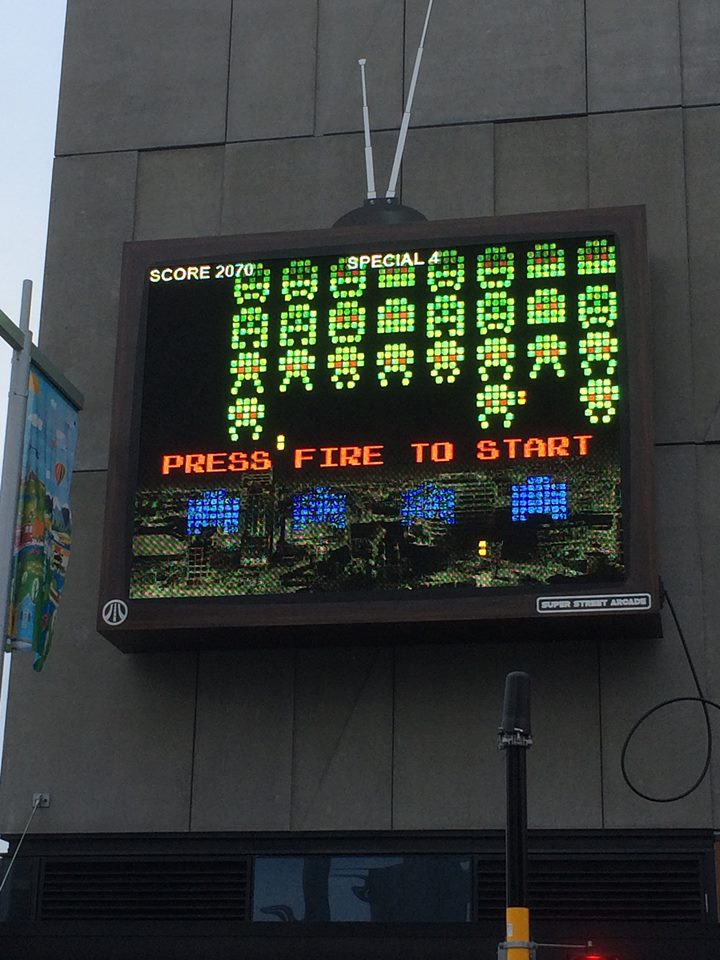 SCORE 2070 SPECIAL 4
PRESS FIRE TO START
SUPER STREET ARCADE